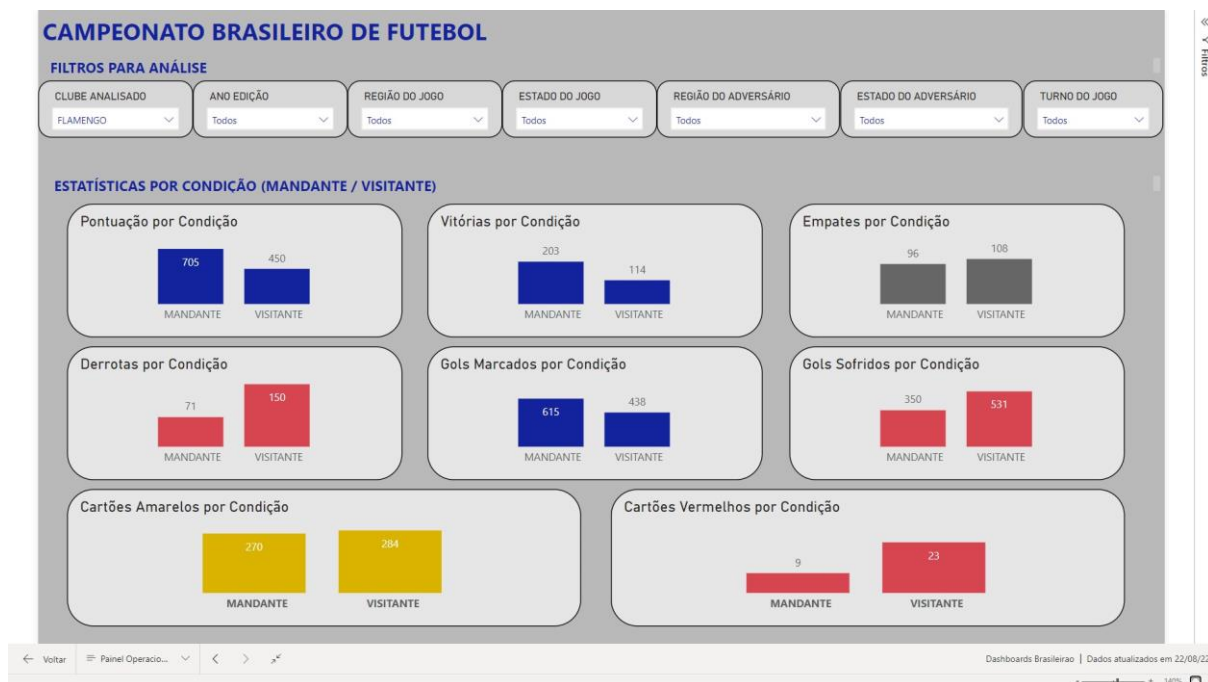 CAMPEONATO BRASILEIRO DE FUTEBOL
Filtros
FILTROS PARA ANÁLISE
CLUBE ANALISADO ANO EDIÇÃO REGIÃO DO JOGO ESTADO DO JOGO REGIÃO DO ADVERSÁRIO ESTADO DO ADVERSÁRIO TURNO DO JOGO
FLAMENGO Todos Todos Todos Todos Todos Todos
ESTATÍSTICAS POR CONDIÇÃO (MANDANTE / VISITANTE)
Pontuação por Condição
705 450
MANDANTE VISITANTE
Vitórias por Condição
203 114
MANDANTE VISITANTE
Empates por Condição
96 108
MANDANTE VISITANTE
Derrotas por Condição
71 150
MANDANTE VISITANTE
Gols Marcados por Condição
615 438
MANDANTE VISITANTE
Gols Sofridos por Condição
350 531
MANDANTE VISITANTE
Cartões Amarelos por Condição
270 284
MANDANTE VISITANTE
Cartões Vermelhos por Condição
9 23
MANDANTE VISITANTE
Voltar Painel Operacio... Dashboards Brasileirao | Dados atualizados em 22/08/22